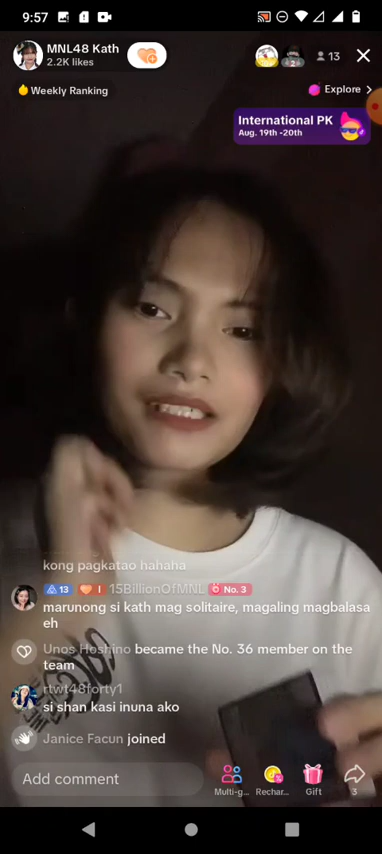 9:57
MNL48 Kath
2.2K likes
13
Weekly Ranking
Explore
International PK
Aug. 19th -20th
kong pagkatao hahaha
13 I 15BillionOfMNL No. 3
marunong si kath mag solitaire, magaling magbalasa
eh
Unos Hoshino became the No. 36 member on the
team
rtwt48forty1
si shan kasi inuna ako
Janice Facun joined
Add comment
Multi-g...
Rechar...
Gift
3